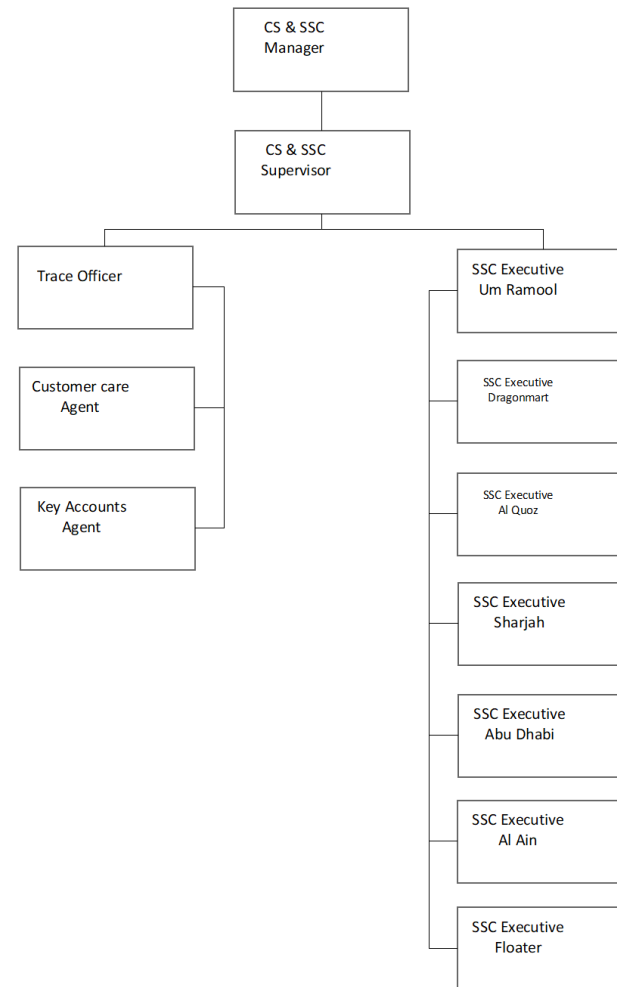 CS & SSC
Manager
CS & SSC
Supervisor
Trace Officer
Customer care
Agent
Key Accounts
Agent
SSC Executive
Um Ramool
SSC Executive
Dragonmart
SSC Executive
Al Quoz
SSC Executive
Sharjah
SSC Executive
Abu Dhabi
SSC Executive
Al Ain
SSC Executive
Floater